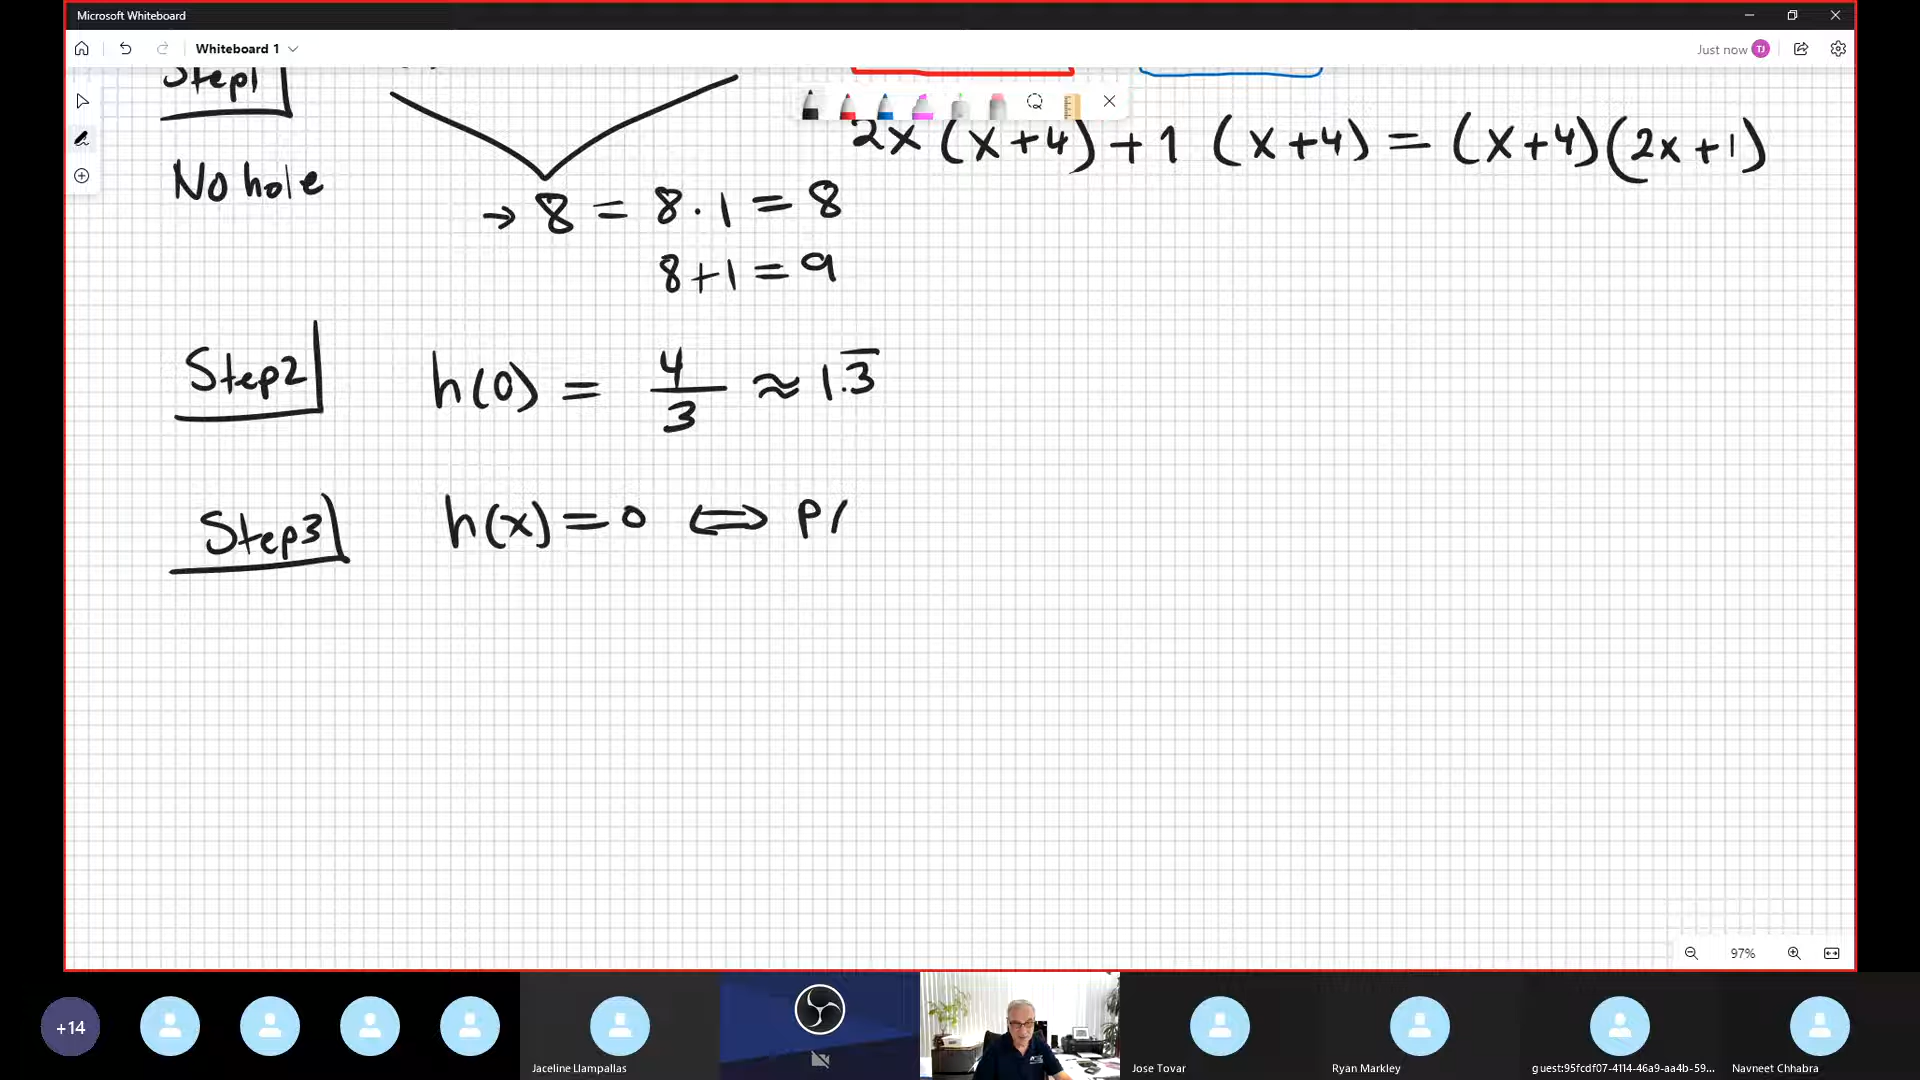 Microsoft Whiteboard
Whiteboard 1
Just now TJ
Step1
2x (x+4) + 1 (x+4) = (x+4)(2x+1)
No hole
→ 8 = 8 · 1 = 8
8+1 = 9
Step2
h(0) = 4/3 ≈ 1.3̅
Step3
h(x) = 0 ⟺ P(
97%
+14
Jaceline Llampallas
Jose Tovar
Ryan Markley
guest:95fcdf07-4114-46a9-aa4b-59...
Navneet Chhabra